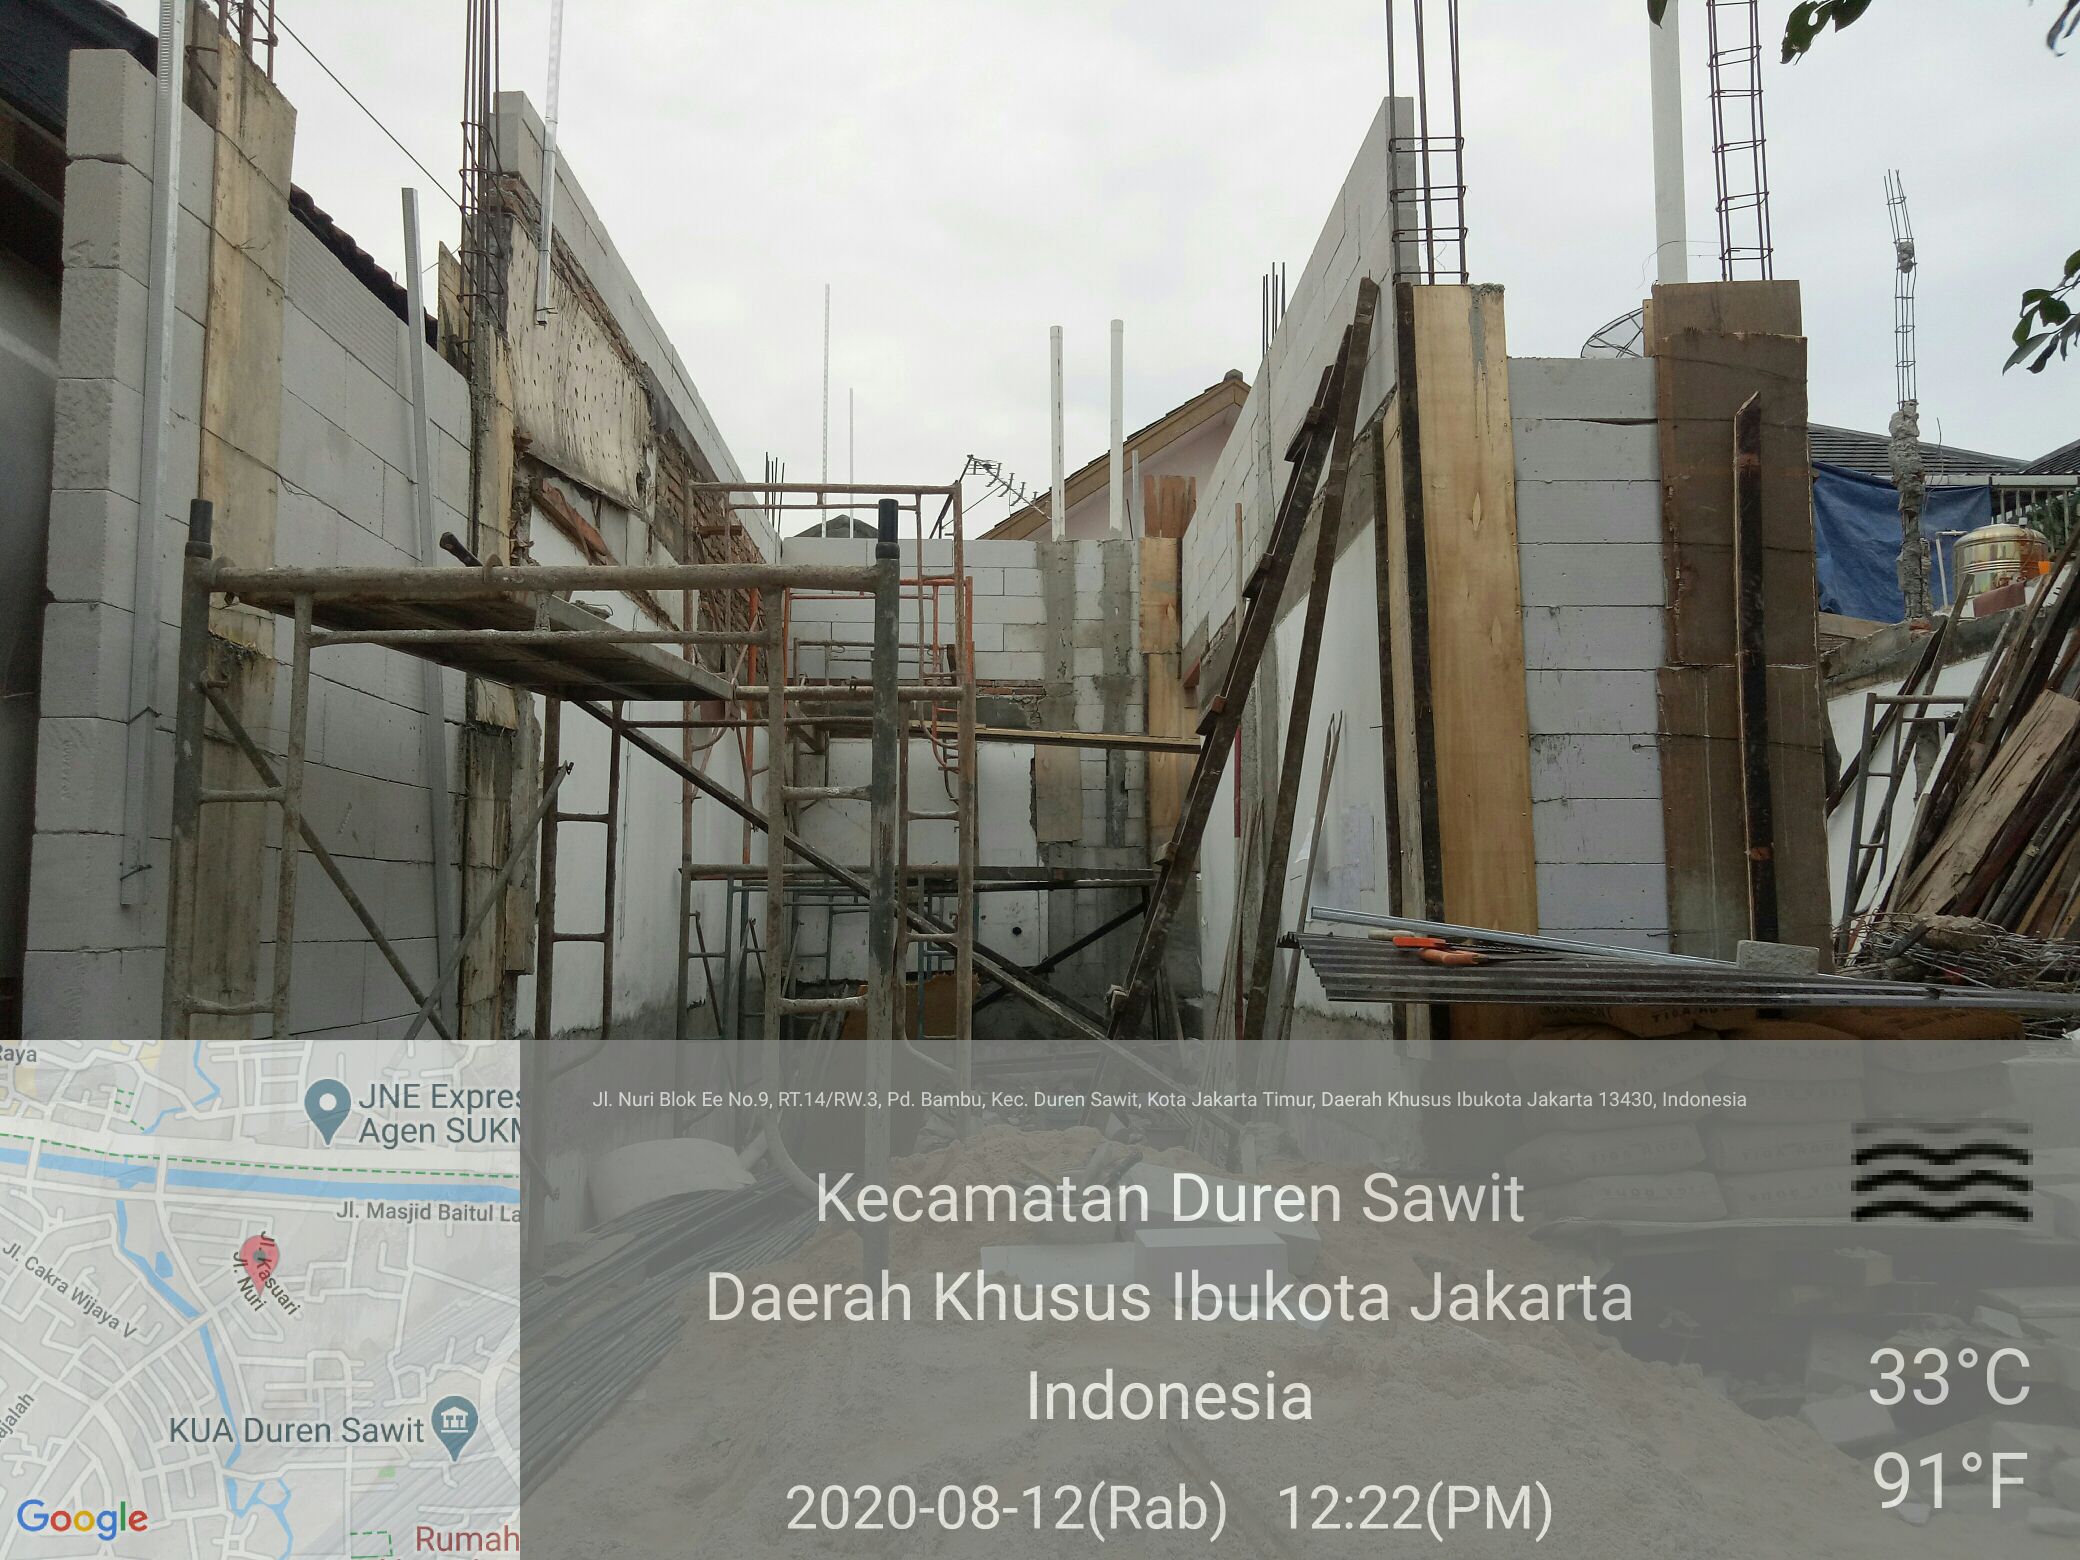 TIGA RODA
Raya
JNE Expres
Agen SUKM
Jl. Masjid Baitul La
Jl. Kasuari
Jl. Nuri
Jl. Cakra Wijaya V
KUA Duren Sawit
Google
Rumah
Jl. Nuri Blok Ee No.9, RT.14/RW.3, Pd. Bambu, Kec. Duren Sawit, Kota Jakarta Timur, Daerah Khusus Ibukota Jakarta 13430, Indonesia
Kecamatan Duren Sawit
Daerah Khusus Ibukota Jakarta
Indonesia
2020-08-12(Rab) 12:22(PM)
33°C
91°F